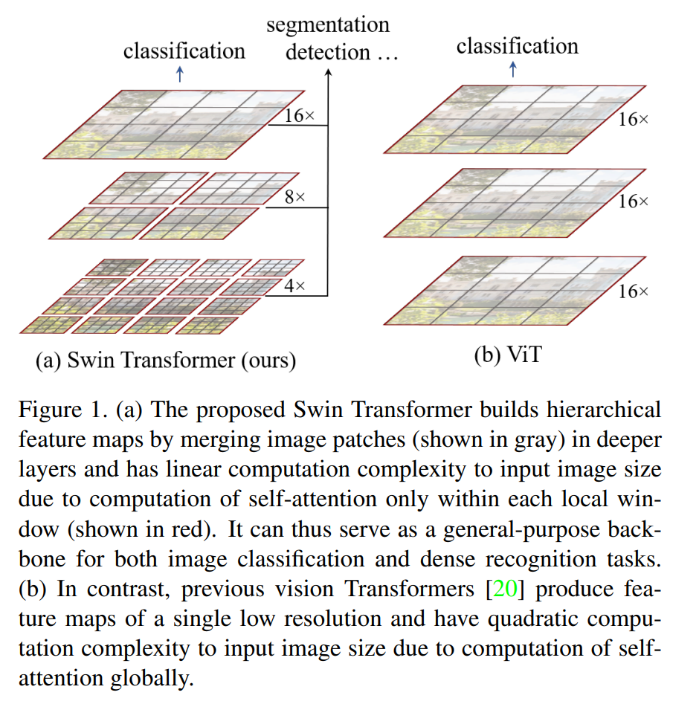 segmentation
classification
detection ...
classification
16×
8×
4×
16×
16×
16×
(a) Swin Transformer (ours)
(b) ViT
Figure 1. (a) The proposed Swin Transformer builds hierarchical
feature maps by merging image patches (shown in gray) in deeper
layers and has linear computation complexity to input image size
due to computation of self-attention only within each local win-
dow (shown in red). It can thus serve as a general-purpose back-
bone for both image classification and dense recognition tasks.
(b) In contrast, previous vision Transformers [20] produce fea-
ture maps of a single low resolution and have quadratic compu-
tation complexity to input image size due to computation of self-
attention globally.